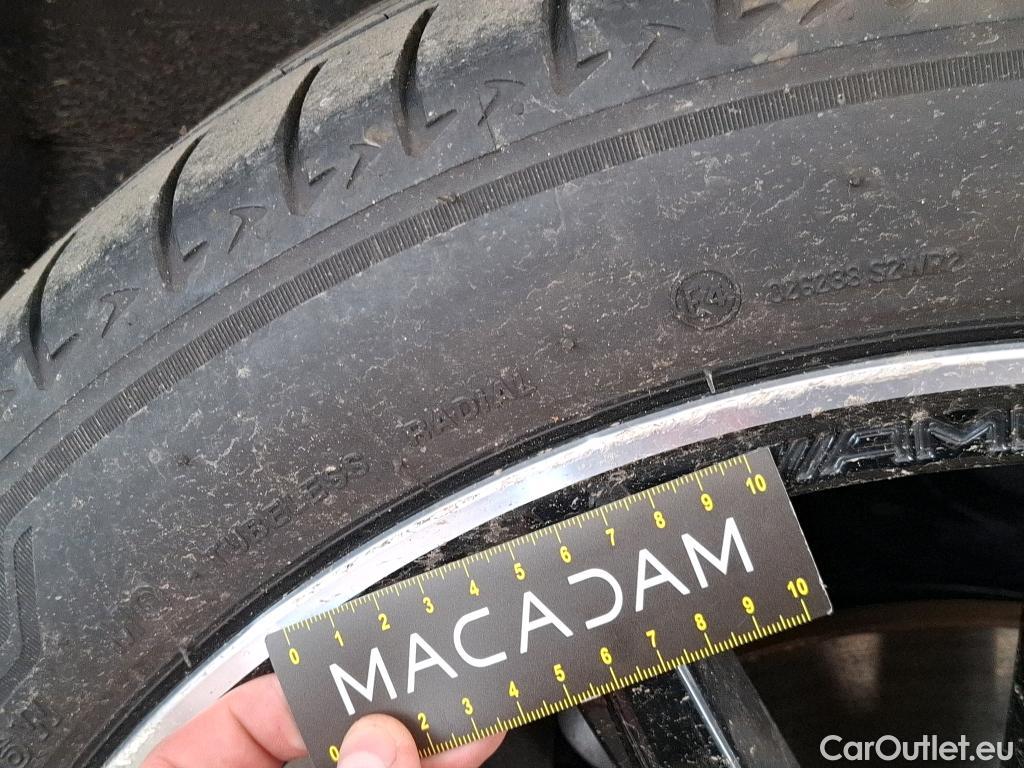 E4 026288 S2WR2
RADIAL
TUBELESS
AMG
0 1 2 3 4 5 6 7 8 9 10
MACADAM
0 2 3 4 5 6 7 8 9 10
CarOutlet.eu